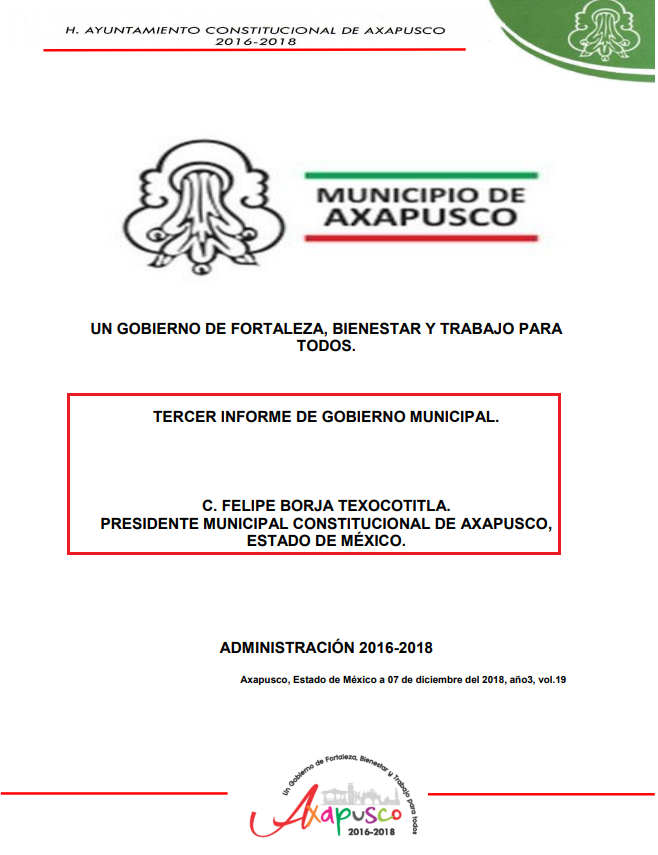 H. AYUNTAMIENTO CONSTITUCIONAL DE AXAPUSCO
2016-2018
MUNICIPIO DE
AXAPUSCO
UN GOBIERNO DE FORTALEZA, BIENESTAR Y TRABAJO PARA
TODOS.
TERCER INFORME DE GOBIERNO MUNICIPAL.
C. FELIPE BORJA TEXOCOTITLA.
PRESIDENTE MUNICIPAL CONSTITUCIONAL DE AXAPUSCO,
ESTADO DE MÉXICO.
ADMINISTRACIÓN 2016-2018
Axapusco, Estado de México a 07 de diciembre del 2018, año3, vol.19
Un Gobierno de Fortaleza, Bienestar y Trabajo para todos
Axapusco
2016-2018